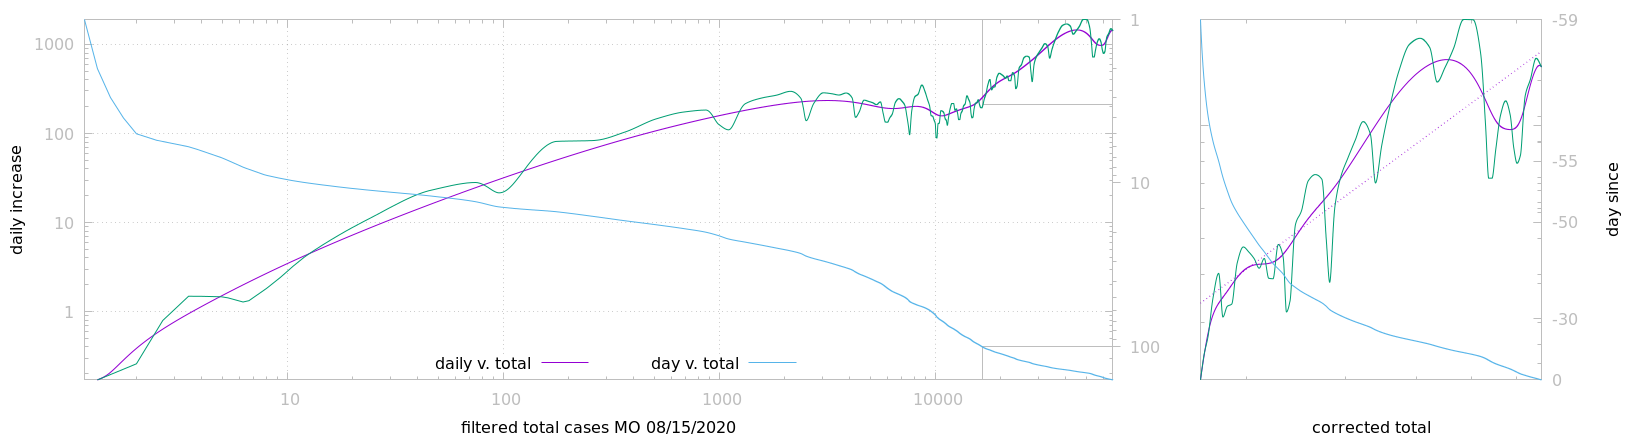 1000
100
10
1
daily increase
daily v. total
day v. total
10
100
1000
10000
filtered total cases MO 08/15/2020
1
10
100
-59
-55
-50
-30
0
day since
corrected total